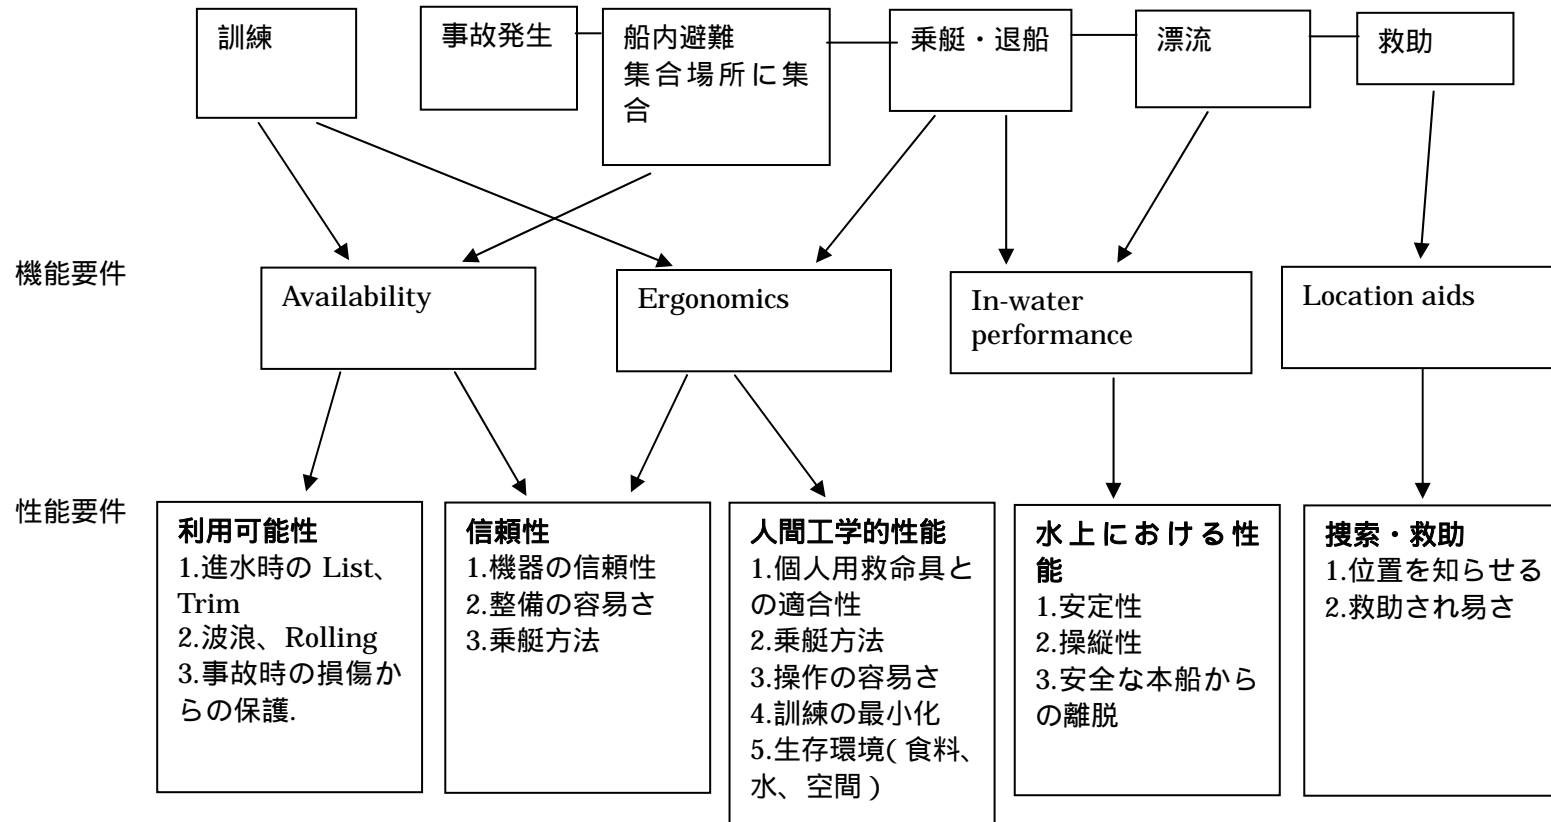 訓練
事故発生
船内避難
集合場所に集
合
乗艇・退船
漂流
救助
機能要件
Availability
Ergonomics
In-water
performance
Location aids
性能要件
利用可能性
1.進水時の List、
Trim
2.波浪、Rolling
3.事故時の損傷か
らの保護.
信頼性
1.機器の信頼性
2.整備の容易さ
3.乗艇方法
人間工学的性能
1.個人用救命具と
の適合性
2.乗艇方法
3.操作の容易さ
4.訓練の最小化
5.生存環境(食料、
水、空間)
水上における性
能
1.安定性
2.操縦性
3.安全な本船から
の離脱
捜索・救助
1.位置を知らせる
2.救助され易さ